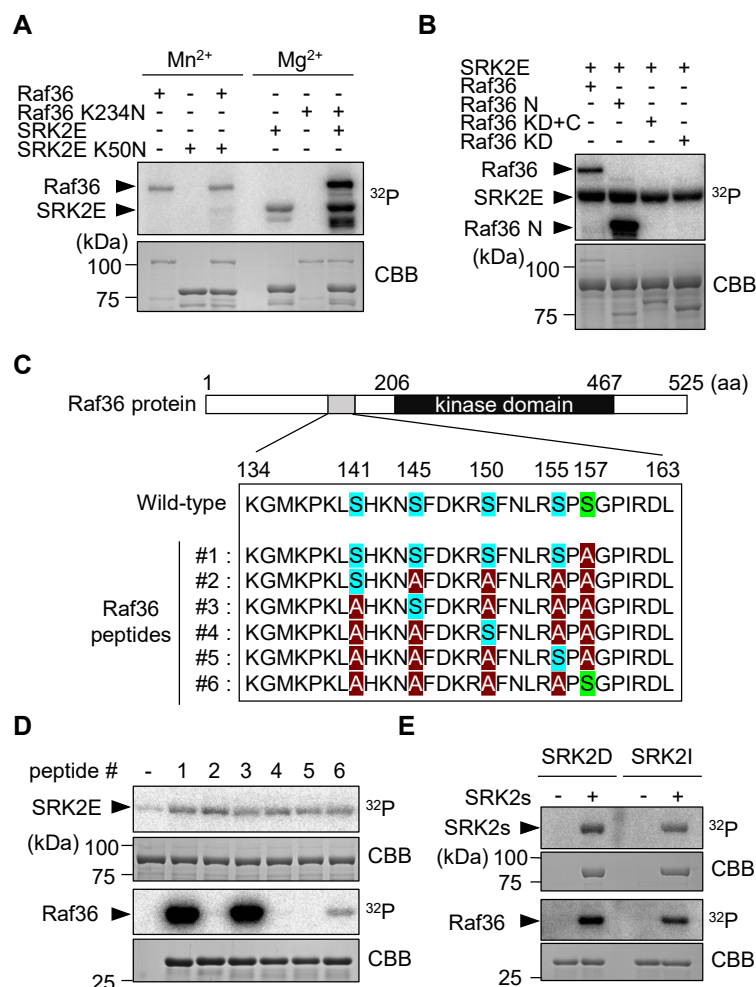 A
Mn2+ Mg2+
Raf36 + - + - - -
Raf36 K234N - - - - + +
SRK2E - - - + - +
SRK2E K50N - + + - - -
Raf36
SRK2E
32P
(kDa)
100
75
CBB
B
SRK2E + + + +
Raf36 + - - -
Raf36 N - + - -
Raf36 KD+C - - + -
Raf36 KD - - - +
Raf36
SRK2E
Raf36 N
32P
(kDa)
100
75
CBB
C
1 206 467 525 (aa)
Raf36 protein kinase domain
134 141 145 150 155 157 163
Wild-type KGMKPKLSHKNSFDKRSFNLRSPSGPIRDL
Raf36 peptides
#1 : KGMKPKLSHKNSFDKRSFNLRSPAGPIRDL
#2 : KGMKPKLSHKNAFDKRAFNLRAPAGPIRDL
#3 : KGMKPKLAHKNSFDKRAFNLRAPAGPIRDL
#4 : KGMKPKLAHKNAFDKRSFNLRAPAGPIRDL
#5 : KGMKPKLAHKNAFDKRAFNLRSPAGPIRDL
#6 : KGMKPKLAHKNAFDKRAFNLRAPSGPIRDL
D
peptide # - 1 2 3 4 5 6
SRK2E 32P
(kDa)
100
75
CBB
Raf36 32P
25
CBB
E
SRK2D SRK2I
SRK2s - + - +
SRK2s 32P
(kDa)
100
75
CBB
Raf36 32P
25
CBB